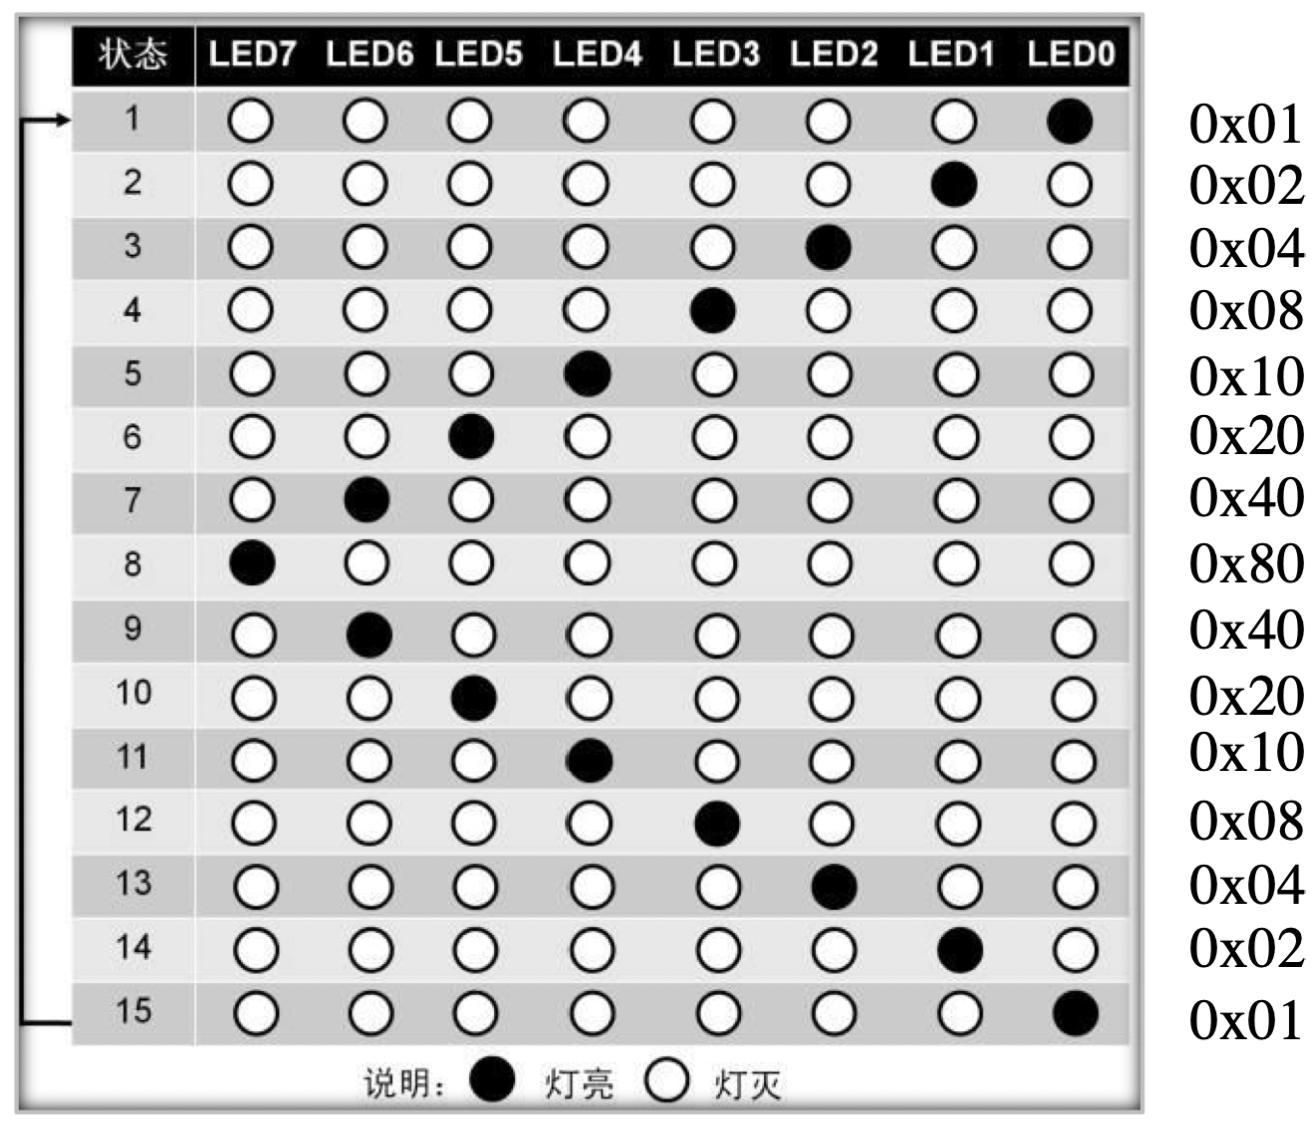 状态 LED7 LED6 LED5 LED4 LED3 LED2 LED1 LED0
1 0x01
2 0x02
3 0x04
4 0x08
5 0x10
6 0x20
7 0x40
8 0x80
9 0x40
10 0x20
11 0x10
12 0x08
13 0x04
14 0x02
15 0x01
说明: 灯亮 灯灭